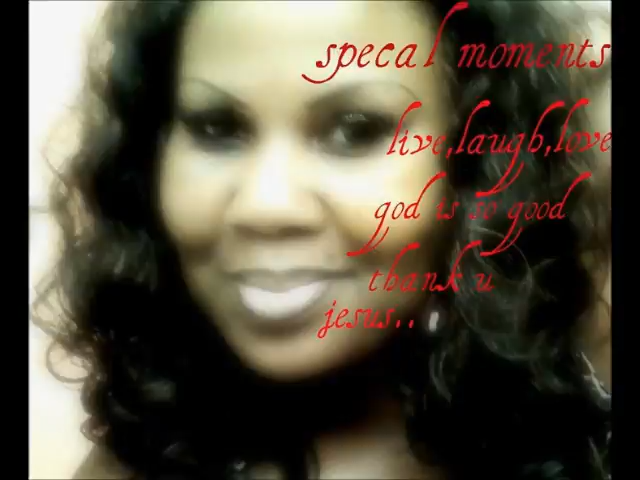 specal moments
live,laugh,love
god is so good
thank u
jesus..